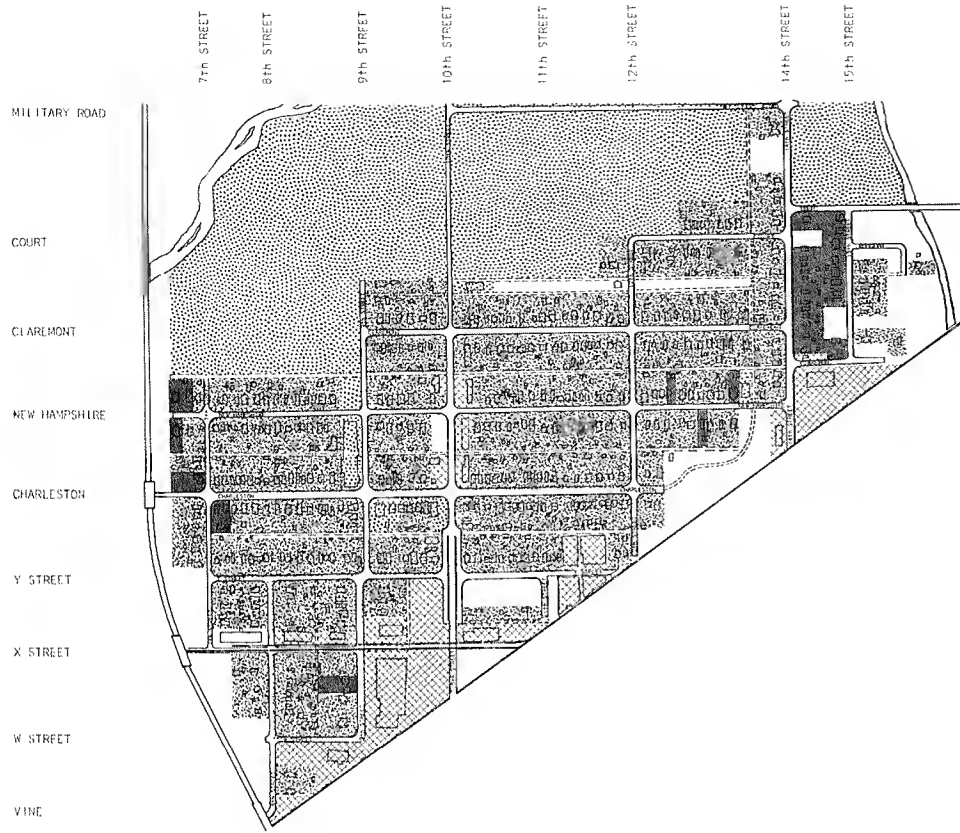 7th STREET
8th STREET
9th STREET
10th STREET
11th STREET
12th STREET
14th STREET
15th STREET
MILITARY ROAD
COURT
CLAREMONT
NEW HAMPSHIRE
CHARLESTON
CHARLESTON
Y STREET
X STREET
W STREET
VINE